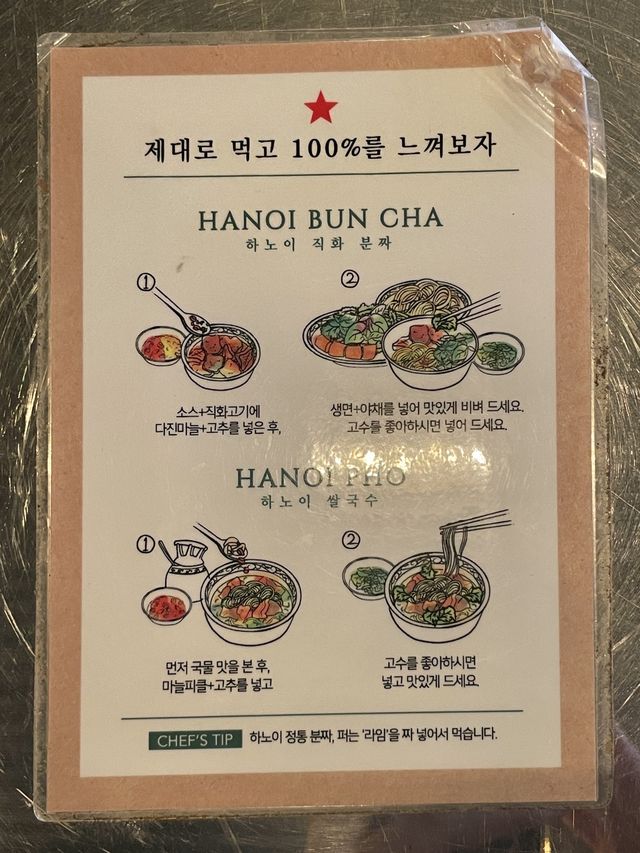 제대로 먹고 100%를 느껴보자
HANOI BUN CHA
하노이 직화 분짜
①
②
소스+직화고기에
다진마늘+고추를 넣은 후,
생면+야채를 넣어 맛있게 비벼 드세요.
고수를 좋아하시면 넣어 드세요.
HANOI PHO
하노이 쌀국수
①
②
먼저 국물 맛을 본 후,
마늘피클+고추를 넣고
고수를 좋아하시면
넣고 맛있게 드세요.
CHEF'S TIP 하노이 정통 분짜, 퍼는 '라임'을 짜 넣어서 먹습니다.